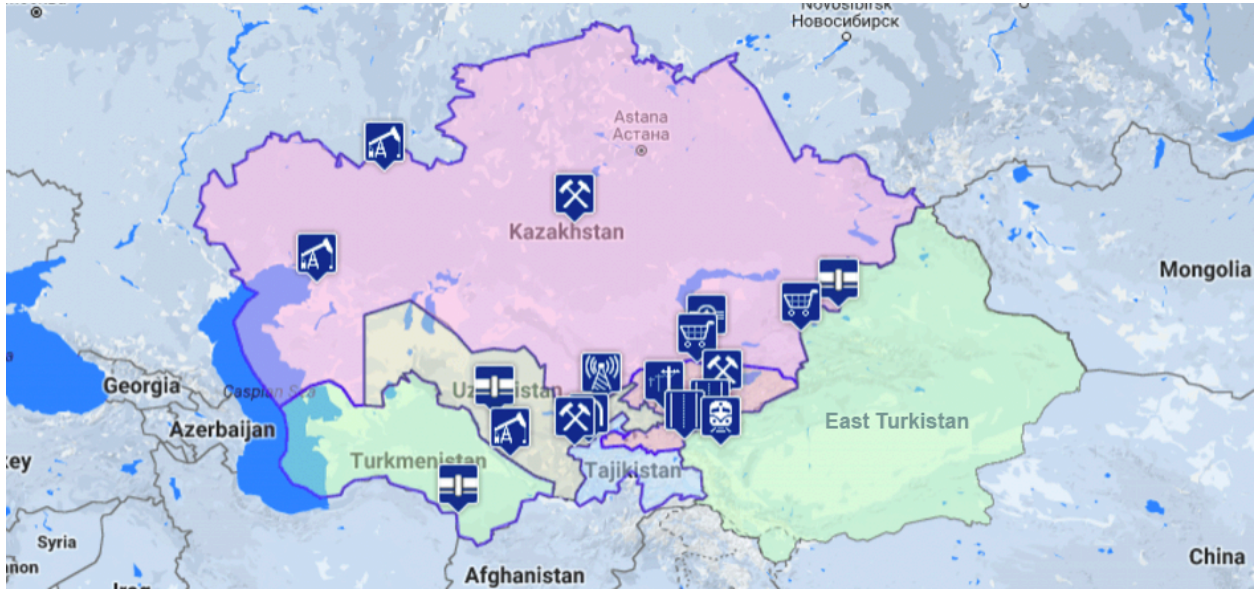 Novosibirsk
Новосибирск
Astana
Астана
Kazakhstan
Mongolia
Georgia
Caspian Sea
Uzbekistan
Azerbaijan
East Turkistan
Turkmenistan
Tajikistan
Syria
China
Afghanistan